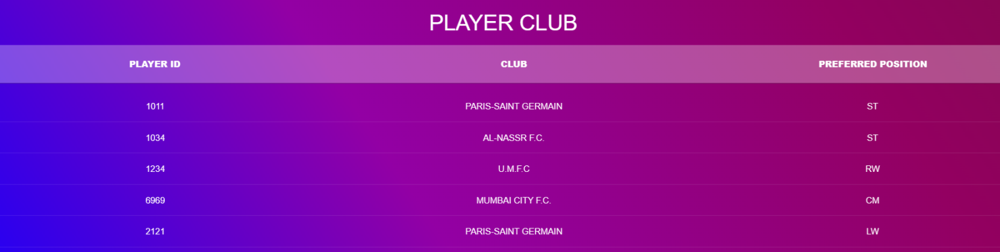 PLAYER CLUB
PLAYER ID CLUB PREFERRED POSITION
1011 PARIS-SAINT GERMAIN ST
1034 AL-NASSR F.C. ST
1234 U.M.F.C RW
6969 MUMBAI CITY F.C. CM
2121 PARIS-SAINT GERMAIN LW